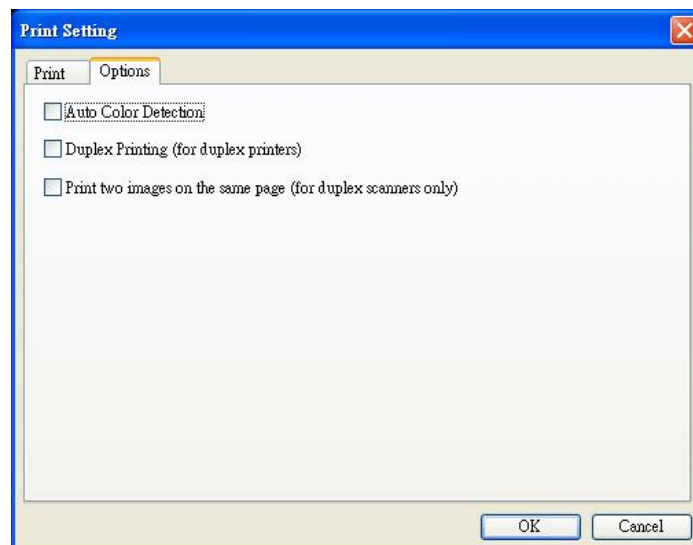 Print Setting
Print
Options
Auto Color Detection
Duplex Printing (for duplex printers)
Print two images on the same page (for duplex scanners only)
OK
Cancel